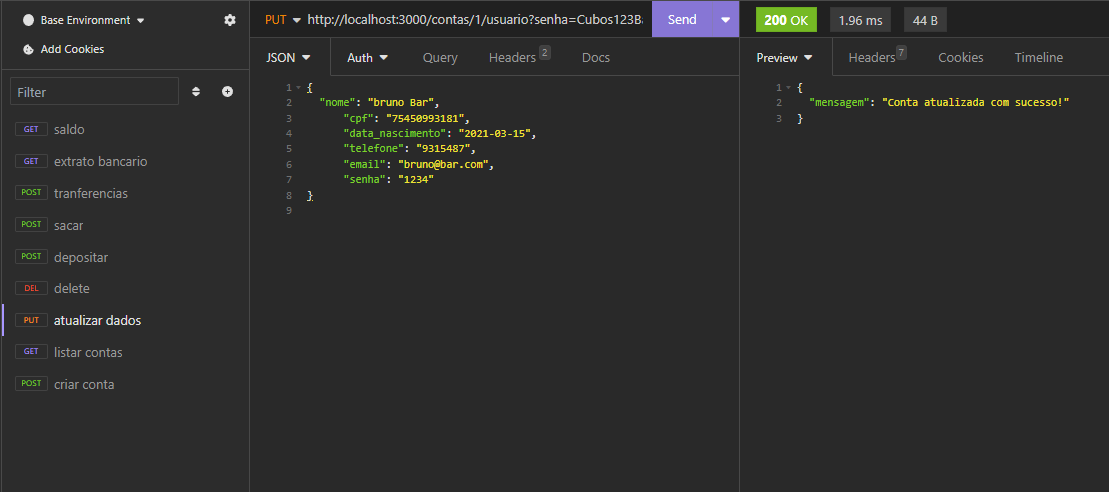 Base Environment
Add Cookies
Filter
GET saldo
GET extrato bancario
POST tranferencias
POST sacar
POST depositar
DEL delete
PUT atualizar dados
GET listar contas
POST criar conta
PUT http://localhost:3000/contas/1/usuario?senha=Cubos123Ba Send
JSON Auth Query Headers 2 Docs
1 {
2 "nome": "bruno Bar",
3 "cpf": "75450993181",
4 "data_nascimento": "2021-03-15",
5 "telefone": "9315487",
6 "email": "bruno@bar.com",
7 "senha": "1234"
8 }
9
200 OK 1.96 ms 44 B
Preview Headers 7 Cookies Timeline
1 {
2 "mensagem": "Conta atualizada com sucesso!"
3 }